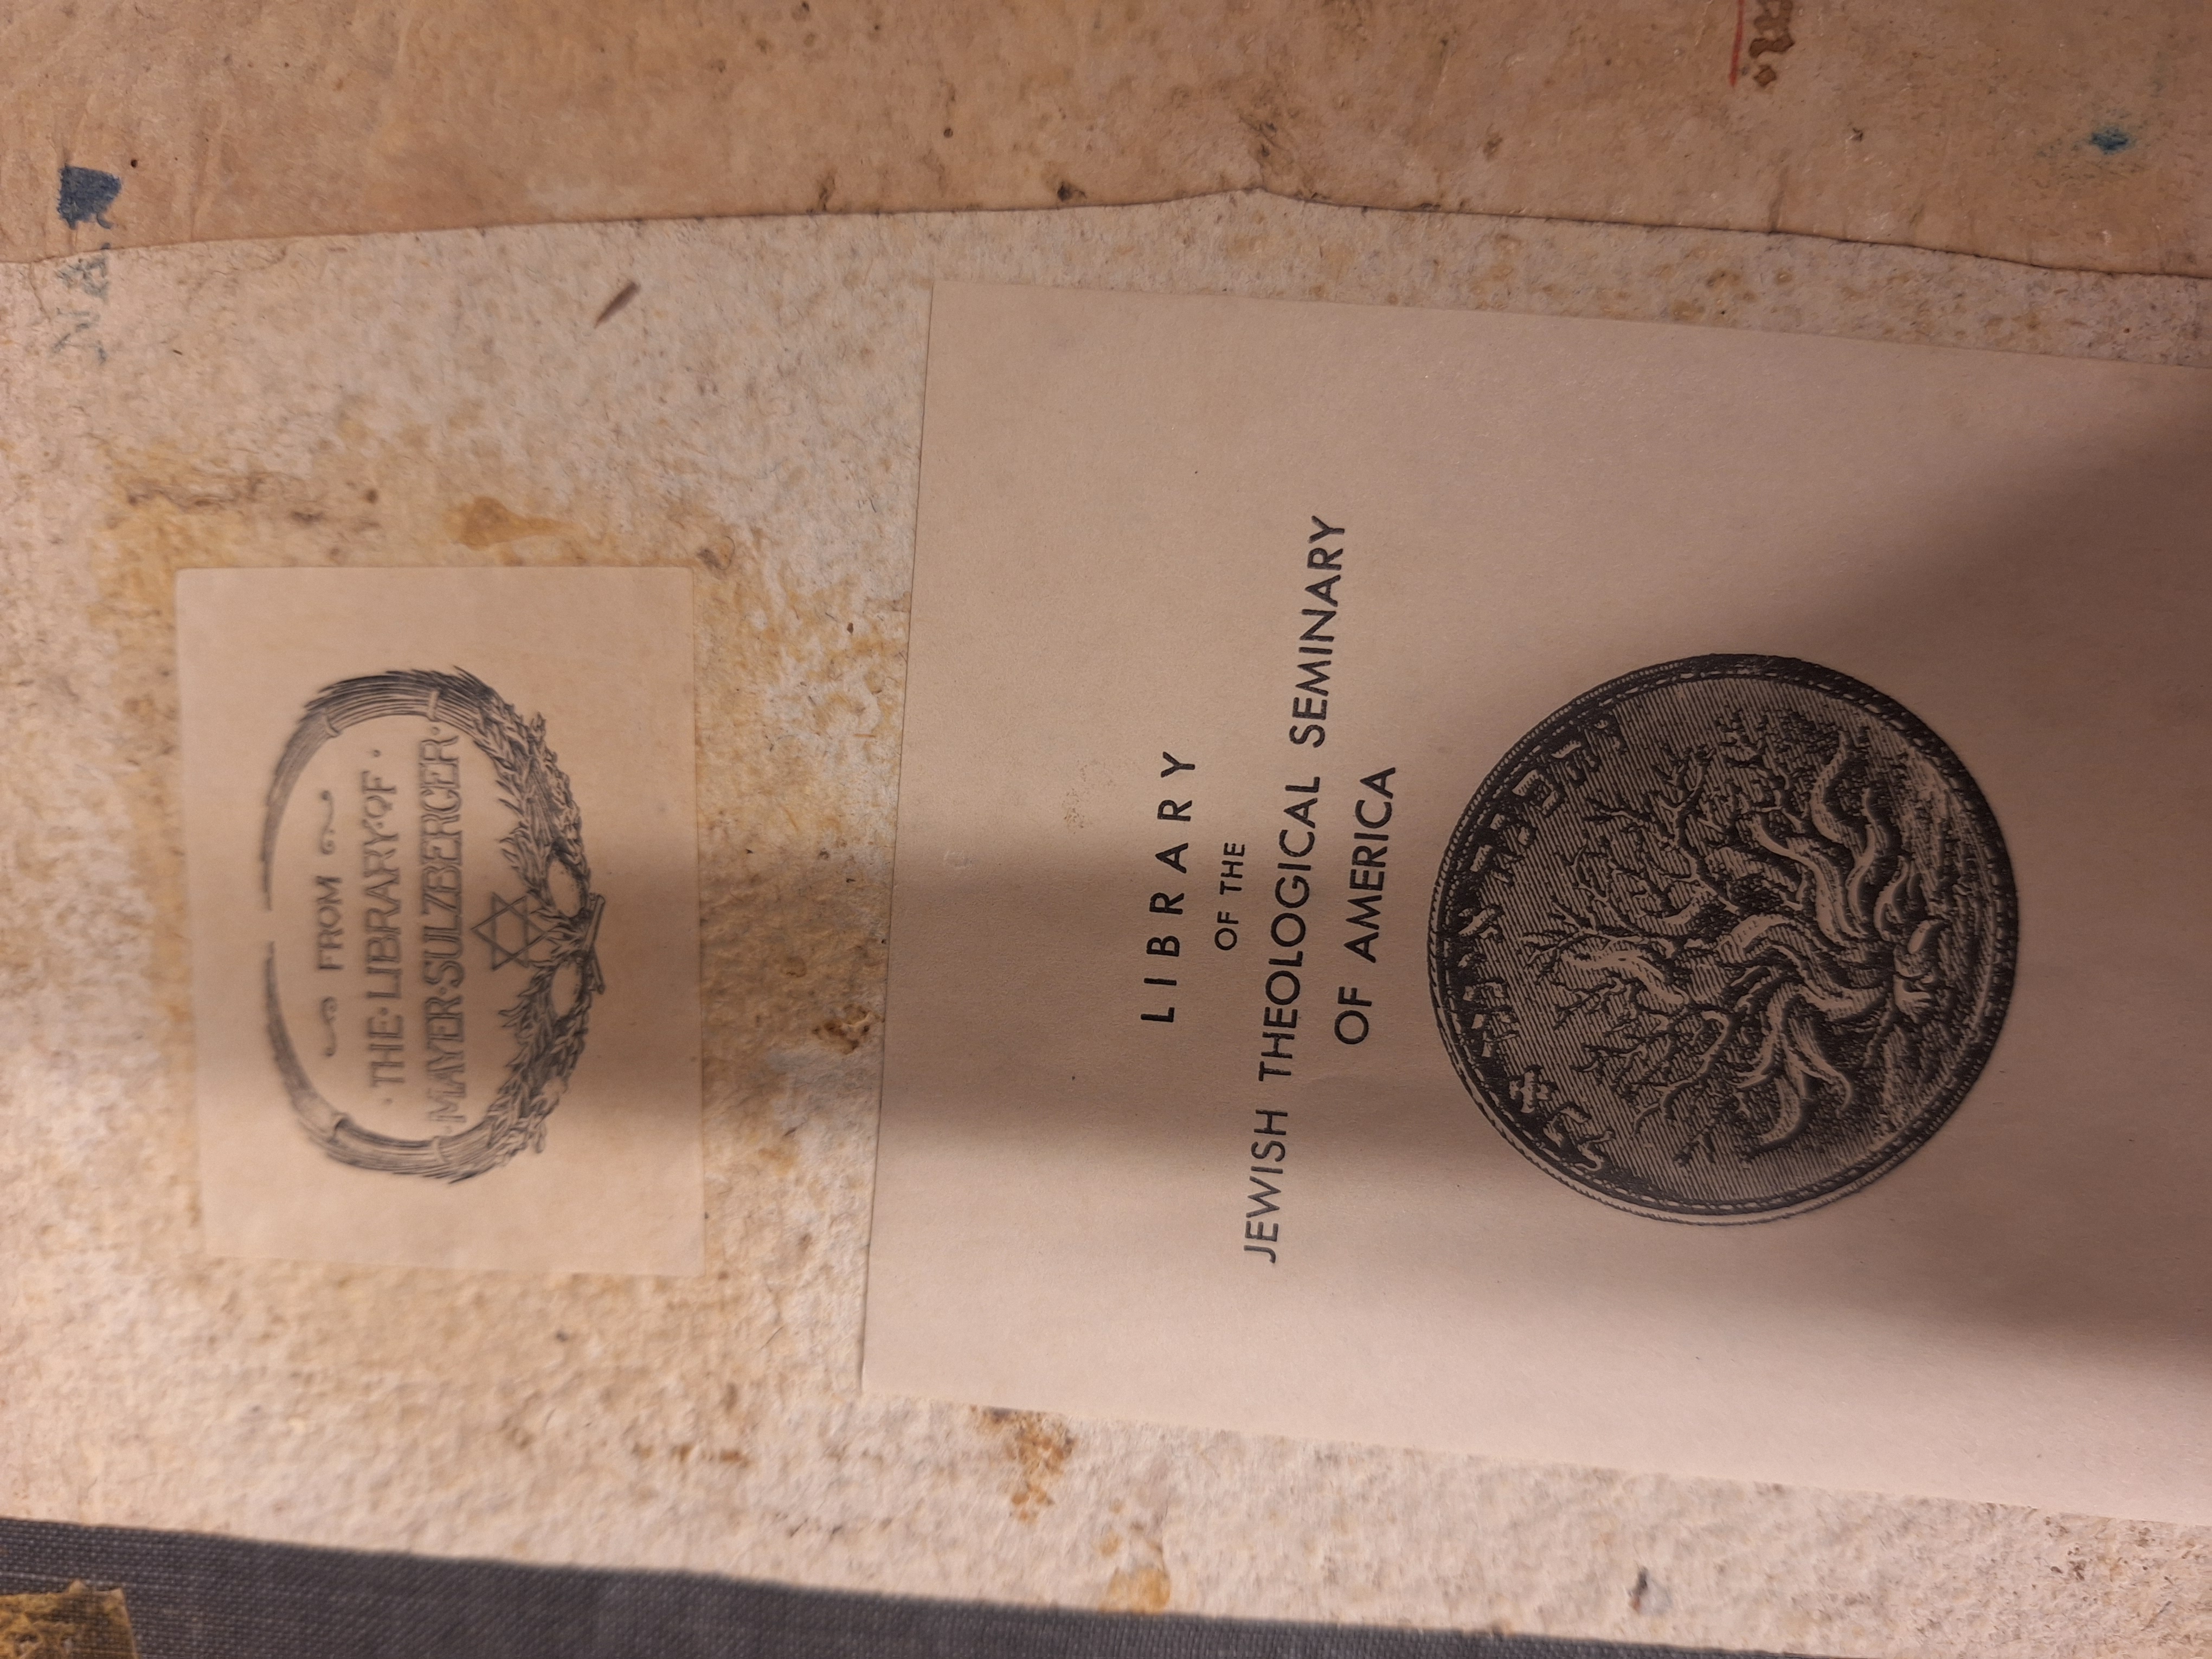 FROM
· THE · LIBRARY · OF ·
MAYER · SULZBERGER ·
LIBRARY
OF THE
JEWISH THEOLOGICAL SEMINARY
OF AMERICA